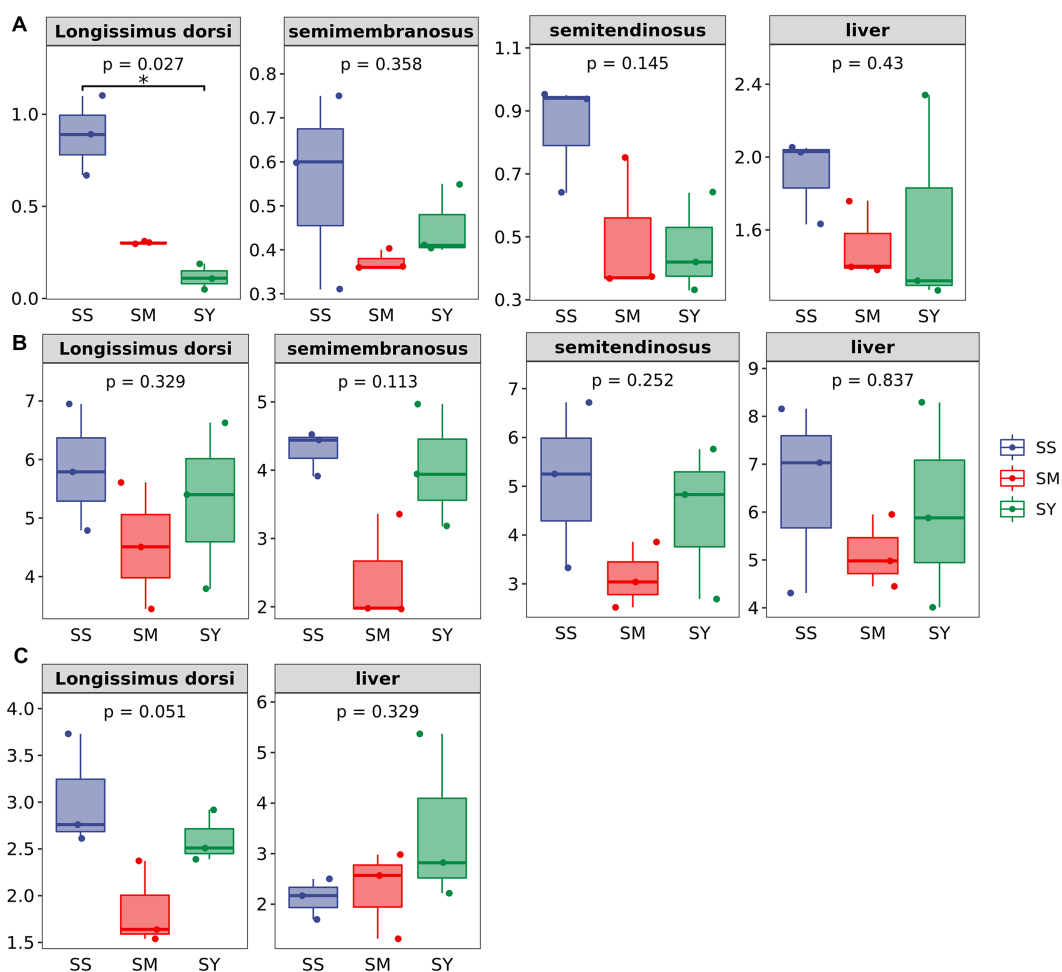 A
Longissimus dorsi
semimembranosus
semitendinosus
liver
p = 0.027
p = 0.358
p = 0.145
p = 0.43
*
1.0
0.5
0.0
0.8
0.7
0.6
0.5
0.4
0.3
1.1
0.9
0.7
0.5
0.3
2.4
2.0
1.6
SS SM SY
SS SM SY
SS SM SY
SS SM SY
B
Longissimus dorsi
semimembranosus
semitendinosus
liver
p = 0.329
p = 0.113
p = 0.252
p = 0.837
7
6
5
4
5
4
3
2
7
6
5
4
3
9
8
7
6
5
4
SS SM SY
SS SM SY
SS SM SY
SS SM SY
SS
SM
SY
C
Longissimus dorsi
liver
p = 0.051
p = 0.329
4.0
3.5
3.0
2.5
2.0
1.5
6
5
4
3
2
SS SM SY
SS SM SY